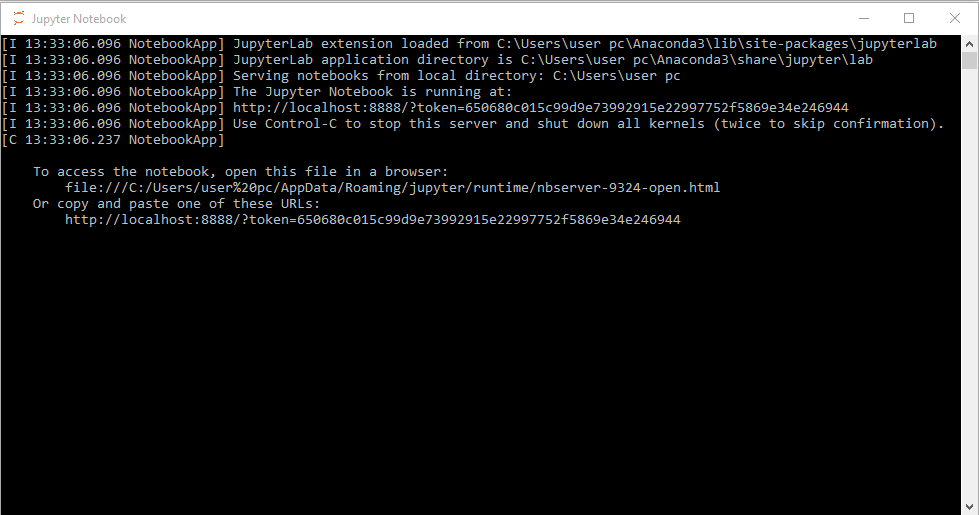 Jupyter Notebook
[I 13:33:06.096 NotebookApp] JupyterLab extension loaded from C:\Users\user pc\Anaconda3\lib\site-packages\jupyterlab
[I 13:33:06.096 NotebookApp] JupyterLab application directory is C:\Users\user pc\Anaconda3\share\jupyter\lab
[I 13:33:06.096 NotebookApp] Serving notebooks from local directory: C:\Users\user pc
[I 13:33:06.096 NotebookApp] The Jupyter Notebook is running at:
[I 13:33:06.096 NotebookApp] http://localhost:8888/?token=650680c015c99d9e73992915e22997752f5869e34e246944
[I 13:33:06.096 NotebookApp] Use Control-C to stop this server and shut down all kernels (twice to skip confirmation).
[C 13:33:06.237 NotebookApp]
To access the notebook, open this file in a browser:
file:///C:/Users/user%20pc/AppData/Roaming/jupyter/runtime/nbserver-9324-open.html
Or copy and paste one of these URLs:
http://localhost:8888/?token=650680c015c99d9e73992915e22997752f5869e34e246944